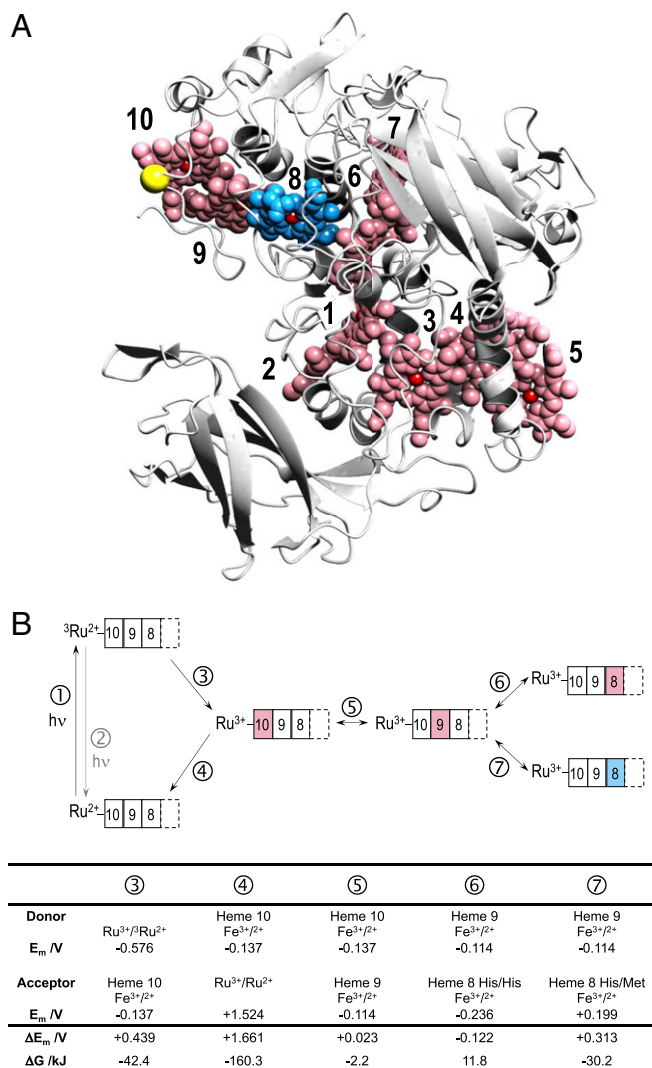 A
10
7
8
6
9
1
3
4
2
5
B
³Ru²⁺ 10 9 8
③
⑥
Ru³⁺ 10 9 8
①
hν
②
hν
Ru³⁺ 10 9 8
⑤
Ru³⁺ 10 9 8
④
⑦
Ru³⁺ 10 9 8
Ru²⁺ 10 9 8
③ ④ ⑤ ⑥ ⑦
Donor Heme 10 Heme 10 Heme 9 Heme 9
Ru³⁺/³Ru²⁺ Fe³⁺/²⁺ Fe³⁺/²⁺ Fe³⁺/²⁺ Fe³⁺/²⁺
Eₘ /V -0.576 -0.137 -0.137 -0.114 -0.114
Acceptor Heme 10 Ru³⁺/Ru²⁺ Heme 9 Heme 8 His/His Heme 8 His/Met
Fe³⁺/²⁺ Fe³⁺/²⁺ Fe³⁺/²⁺ Fe³⁺/²⁺
Eₘ /V -0.137 +1.524 -0.114 -0.236 +0.199
ΔEₘ /V +0.439 +1.661 +0.023 -0.122 +0.313
ΔG /kJ -42.4 -160.3 -2.2 11.8 -30.2